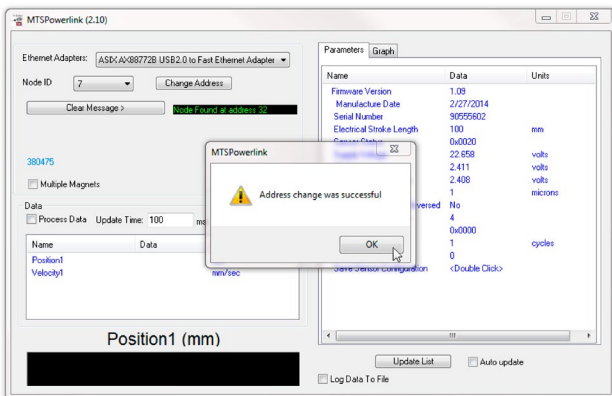 MTSPowerlink (2.10)
Ethernet Adapters: ASIX AX88772B USB2.0 to Fast Ethernet Adapter
Node ID 7 Change Address
Clear Message > Node Found at address 32
380475
Multiple Magnets
Data
Process Data Update Time: 100 ms
Name Data
Position1
Velocity1 mm/sec
Position1 (mm)
Parameters Graph
Name Data Units
Firmware Version 1.09
Manufacture Date 2/27/2014
Serial Number 90555602
Electrical Stroke Length 100 mm
0x0020
22.658 volts
2.411 volts
2.408 volts
1 microns
versed No
4
0x0000
1 cycles
0
Save Sensor Configuration <Double Click>
Update List Auto update
Log Data To File
MTSPowerlink
Address change was successful
OK